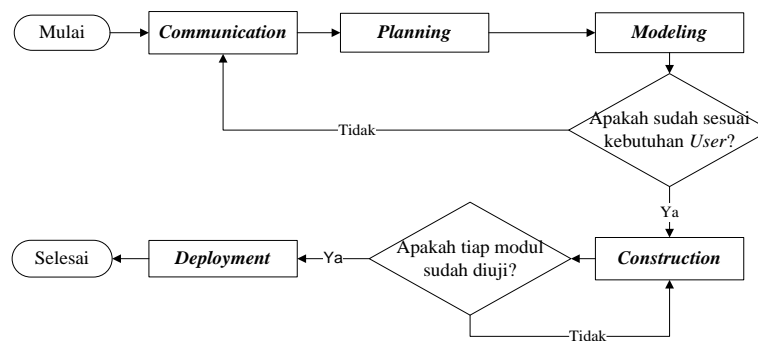 Mulai
Communication
Planning
Modeling
Apakah sudah sesuai
kebutuhan User?
Tidak
Ya
Construction
Apakah tiap modul
sudah diuji?
Tidak
Ya
Deployment
Selesai